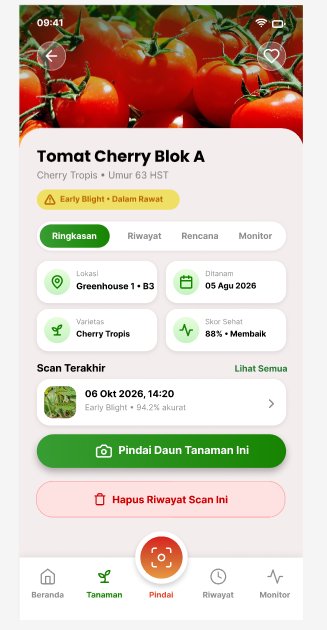 09:41
Tomat Cherry Blok A
Cherry Tropis • Umur 63 HST
Early Blight • Dalam Rawat
Ringkasan Riwayat Rencana Monitor
Lokasi
Greenhouse 1 • B3
Ditanam
05 Agu 2026
Varietas
Cherry Tropis
Skor Sehat
88% • Membaik
Scan Terakhir Lihat Semua
06 Okt 2026, 14:20
Early Blight • 94.2% akurat
Pindai Daun Tanaman Ini
Hapus Riwayat Scan Ini
Beranda Tanaman Pindai Riwayat Monitor